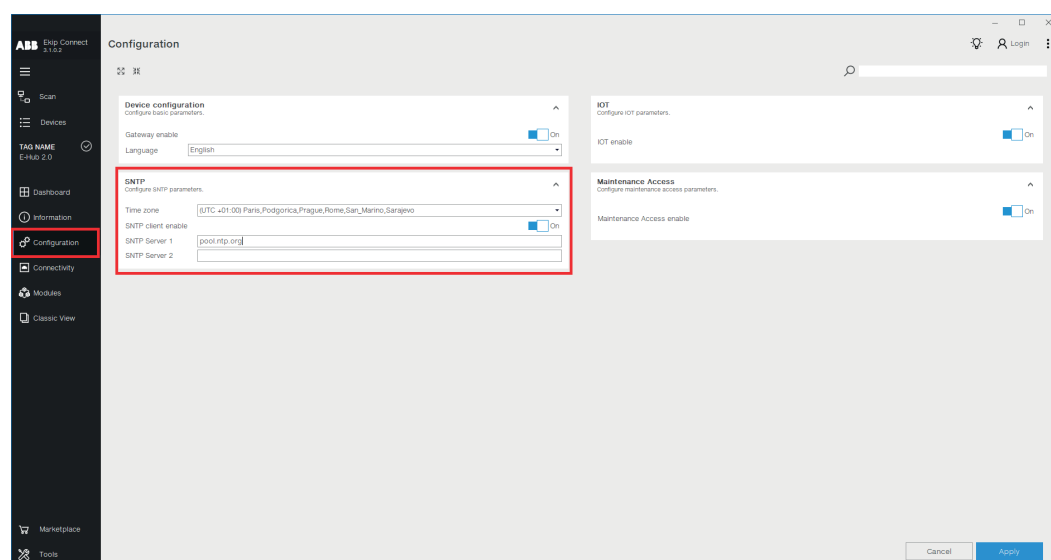 ABB Ekip Connect
3.1.0.2
Scan
Devices
TAG NAME
E-Hub 2.0
Dashboard
Information
Configuration
Connectivity
Modules
Classic View
Marketplace
Tools
Configuration
Login
Device configuration
Configure basic parameters.
Gateway enable On
Language English
SNTP
Configure SNTP parameters.
Time zone (UTC +01:00) Paris,Podgorica,Prague,Rome,San_Marino,Sarajevo
SNTP client enable On
SNTP Server 1 pool.ntp.org
SNTP Server 2
IOT
Configure IOT parameters.
IOT enable On
Maintenance Access
Configure maintenance access parameters.
Maintenance Access enable On
Cancel Apply